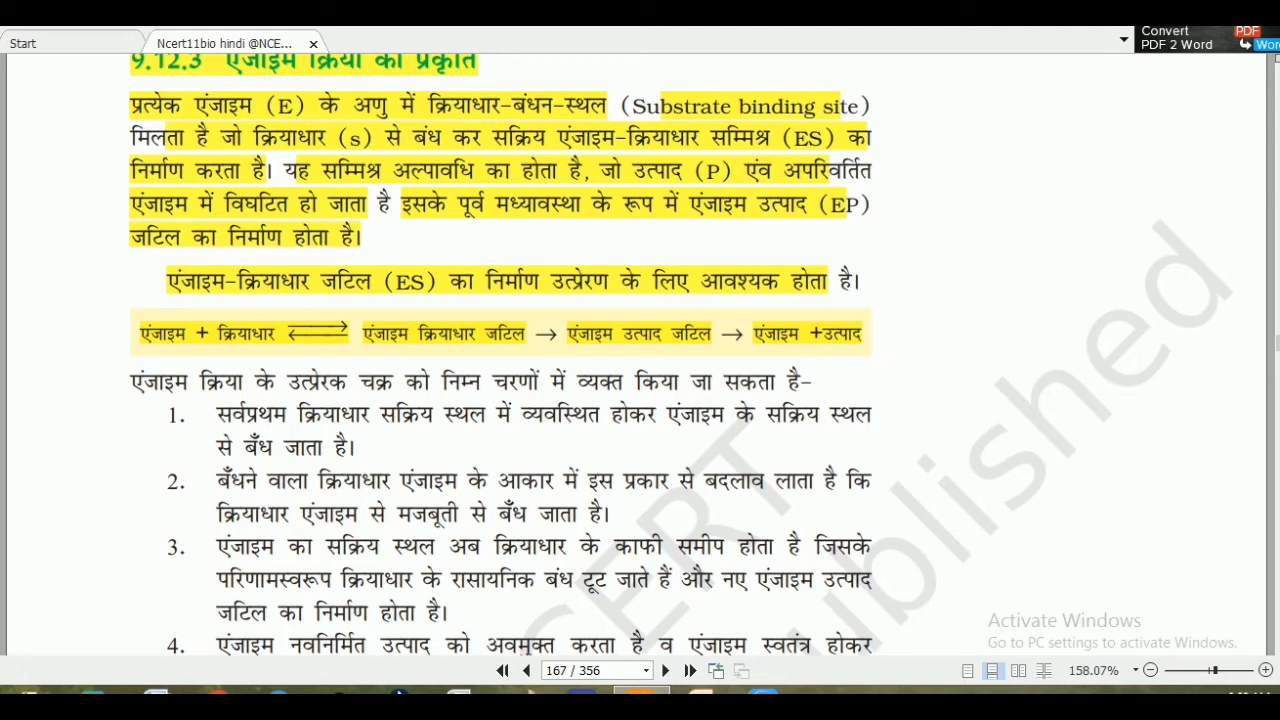 Start
Ncert11bio hindi @NCE... x
Convert
PDF 2 Word
PDF
Wor
9.12.3 एंजाइम क्रिया की प्रकृति
प्रत्येक एंजाइम (E) के अणु में क्रियाधार-बंधन-स्थल (Substrate binding site)
मिलता है जो क्रियाधार (s) से बंध कर सक्रिय एंजाइम-क्रियाधार सम्मिश्र (ES) का
निर्माण करता है। यह सम्मिश्र अल्पावधि का होता है, जो उत्पाद (P) एंव अपरिवर्तित
एंजाइम में विघटित हो जाता है इसके पूर्व मध्यावस्था के रूप में एंजाइम उत्पाद (EP)
जटिल का निर्माण होता है।
एंजाइम-क्रियाधार जटिल (ES) का निर्माण उत्प्रेरण के लिए आवश्यक होता है।
एंजाइम + क्रियाधार ⇌ एंजाइम क्रियाधार जटिल → एंजाइम उत्पाद जटिल → एंजाइम +उत्पाद
एंजाइम क्रिया के उत्प्रेरक चक्र को निम्न चरणों में व्यक्त किया जा सकता है-
1. सर्वप्रथम क्रियाधार सक्रिय स्थल में व्यवस्थित होकर एंजाइम के सक्रिय स्थल
से बँध जाता है।
2. बँधने वाला क्रियाधार एंजाइम के आकार में इस प्रकार से बदलाव लाता है कि
क्रियाधार एंजाइम से मजबूती से बँध जाता है।
3. एंजाइम का सक्रिय स्थल अब क्रियाधार के काफी समीप होता है जिसके
परिणामस्वरूप क्रियाधार के रासायनिक बंध टूट जाते हैं और नए एंजाइम उत्पाद
जटिल का निर्माण होता है।
4. एंजाइम नवनिर्मित उत्पाद को अवमुक्त करता है व एंजाइम स्वतंत्र होकर
CERT
ublished
Activate Windows
Go to PC settings to activate Windows.
167 / 356
158.07%